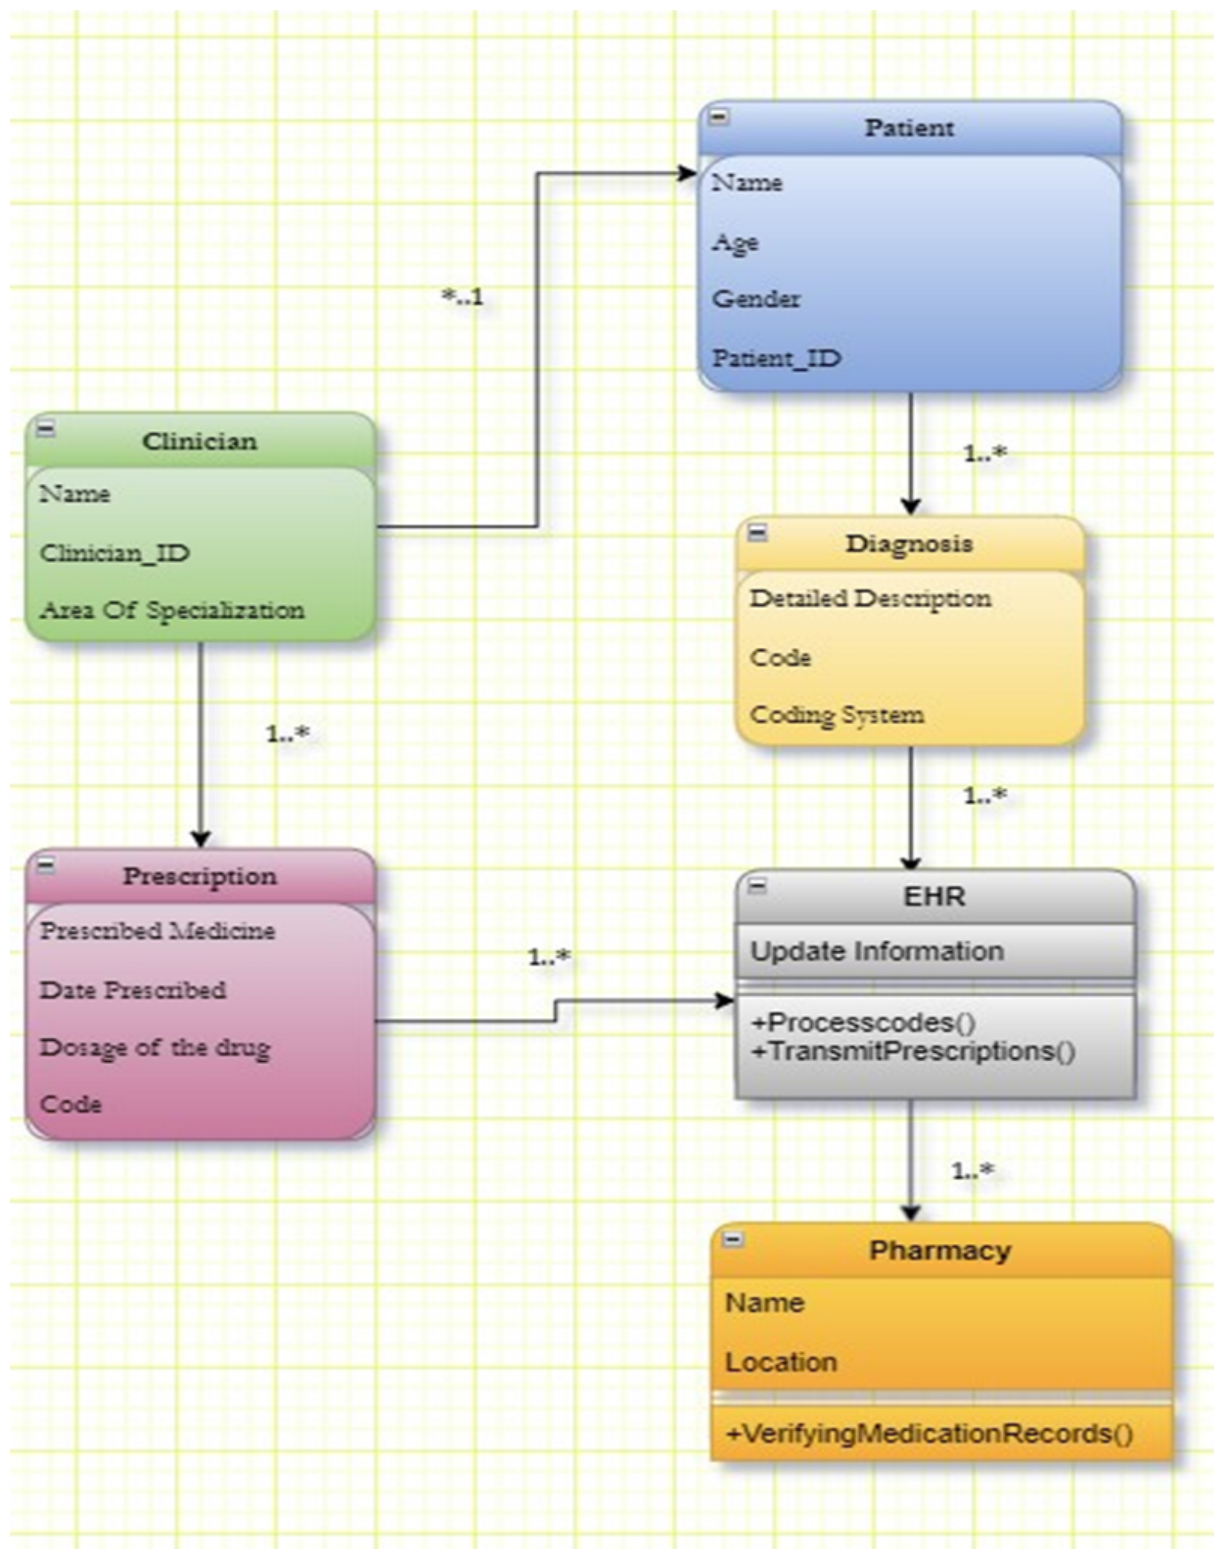 Patient
Name
Age
Gender
Patient_ID
*..1
Clinician
Name
Clinician_ID
Area Of Specialization
1..*
Diagnosis
Detailed Description
Code
Coding System
1..*
1..*
Prescription
Prescribed Medicine
Date Prescribed
Dosage of the drug
Code
1..*
EHR
Update Information
+Processcodes()
+TransmitPrescriptions()
1..*
Pharmacy
Name
Location
+VerifyingMedicationRecords()